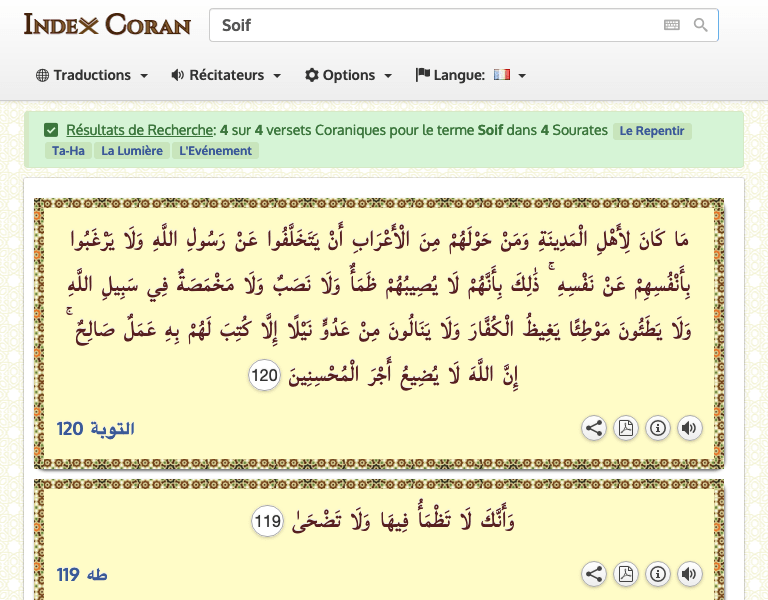 INDEX CORAN
Soif
Traductions
Récitateurs
Options
Langue:
Résultats de Recherche: 4 sur 4 versets Coraniques pour le terme Soif dans 4 Sourates Le Repentir
Ta-Ha La Lumière L'Evénement
مَا كَانَ لِأَهْلِ الْمَدِينَةِ وَمَنْ حَوْلَهُمْ مِنَ الْأَعْرَابِ أَنْ يَتَخَلَّفُوا عَنْ رَسُولِ اللَّهِ وَلَا يَرْغَبُوا
بِأَنْفُسِهِمْ عَنْ نَفْسِهِ ۚ ذَٰلِكَ بِأَنَّهُمْ لَا يُصِيبُهُمْ ظَمَأٌ وَلَا نَصَبٌ وَلَا مَخْمَصَةٌ فِي سَبِيلِ اللَّهِ
وَلَا يَطَئُونَ مَوْطِئًا يَغِيظُ الْكُفَّارَ وَلَا يَنَالُونَ مِنْ عَدُوٍّ نَيْلًا إِلَّا كُتِبَ لَهُمْ بِهِ عَمَلٌ صَالِحٌ ۚ
إِنَّ اللَّهَ لَا يُضِيعُ أَجْرَ الْمُحْسِنِينَ 120
التوبة 120
وَأَنَّكَ لَا تَظْمَأُ فِيهَا وَلَا تَضْحَىٰ 119
طه 119